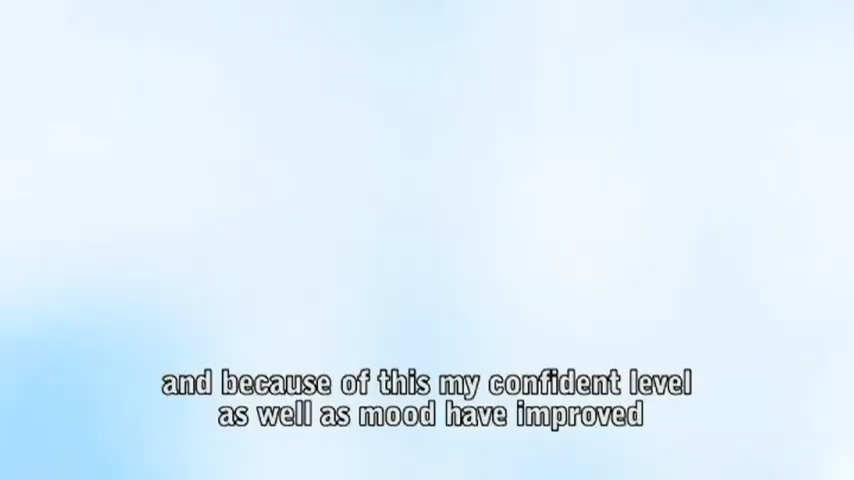 and because of this my confident level
as well as mood have improved